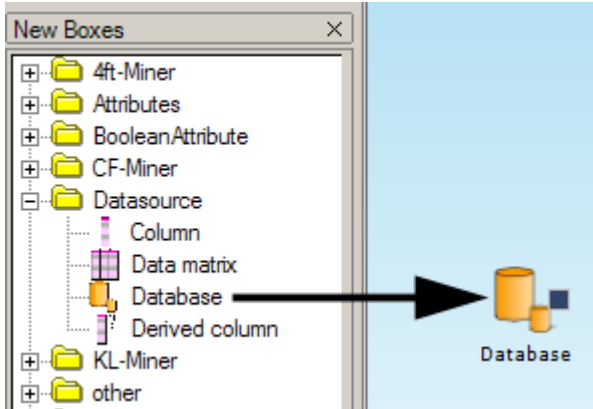 New Boxes
4ft-Miner
Attributes
BooleanAttribute
CF-Miner
Datasource
Column
Data matrix
Database
Derived column
KL-Miner
other
Database